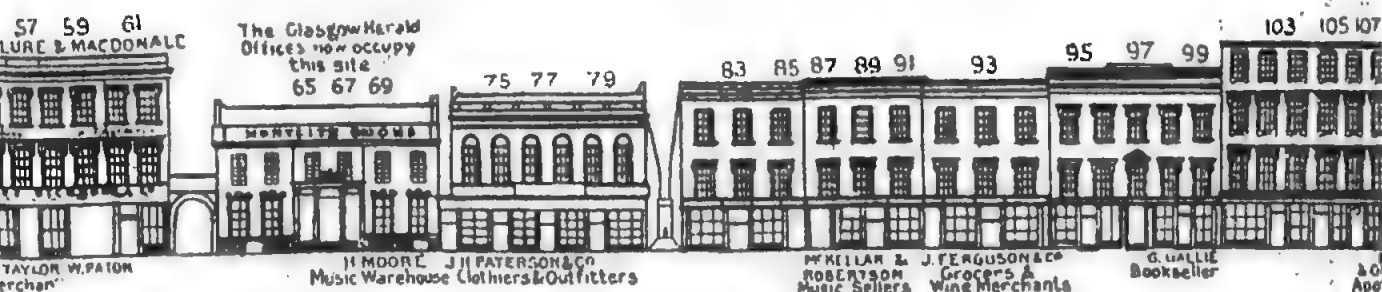 57 59 61
LURE & MACDONALD
The Glasgow Herald
Offices now occupy
this site
65 67 69
75 77 79
83 85 87 89 91 93
95 97 99
103 105 107
TAYLOR W. PATON
erchan
H MOORE
Music Warehouse
J.H. PATERSON & CO
Clothiers & Outfitters
McKELLAR &
ROBERTSON
Music Sellers
J. FERGUSON & Co
Grocers &
Wine Merchants
G. GALLIE
Bookseller
Apot